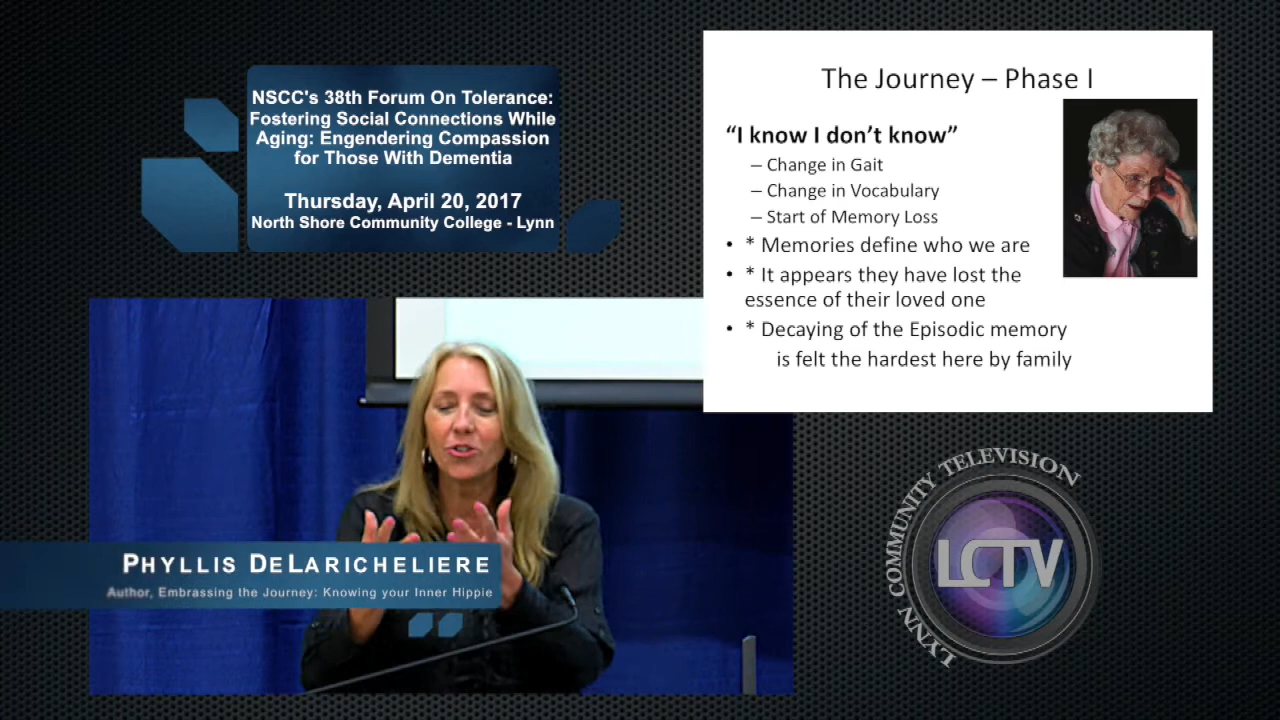 NSCC's 38th Forum On Tolerance:
Fostering Social Connections While
Aging: Engendering Compassion
for Those With Dementia
Thursday, April 20, 2017
North Shore Community College - Lynn
The Journey – Phase I
“I know I don’t know”
– Change in Gait
– Change in Vocabulary
– Start of Memory Loss
• * Memories define who we are
• * It appears they have lost the
essence of their loved one
• * Decaying of the Episodic memory
is felt the hardest here by family
PHYLLIS DELARICHELIERE
Author, Embrassing the Journey: Knowing your Inner Hippie
LYNN COMMUNITY TELEVISION
LCTV